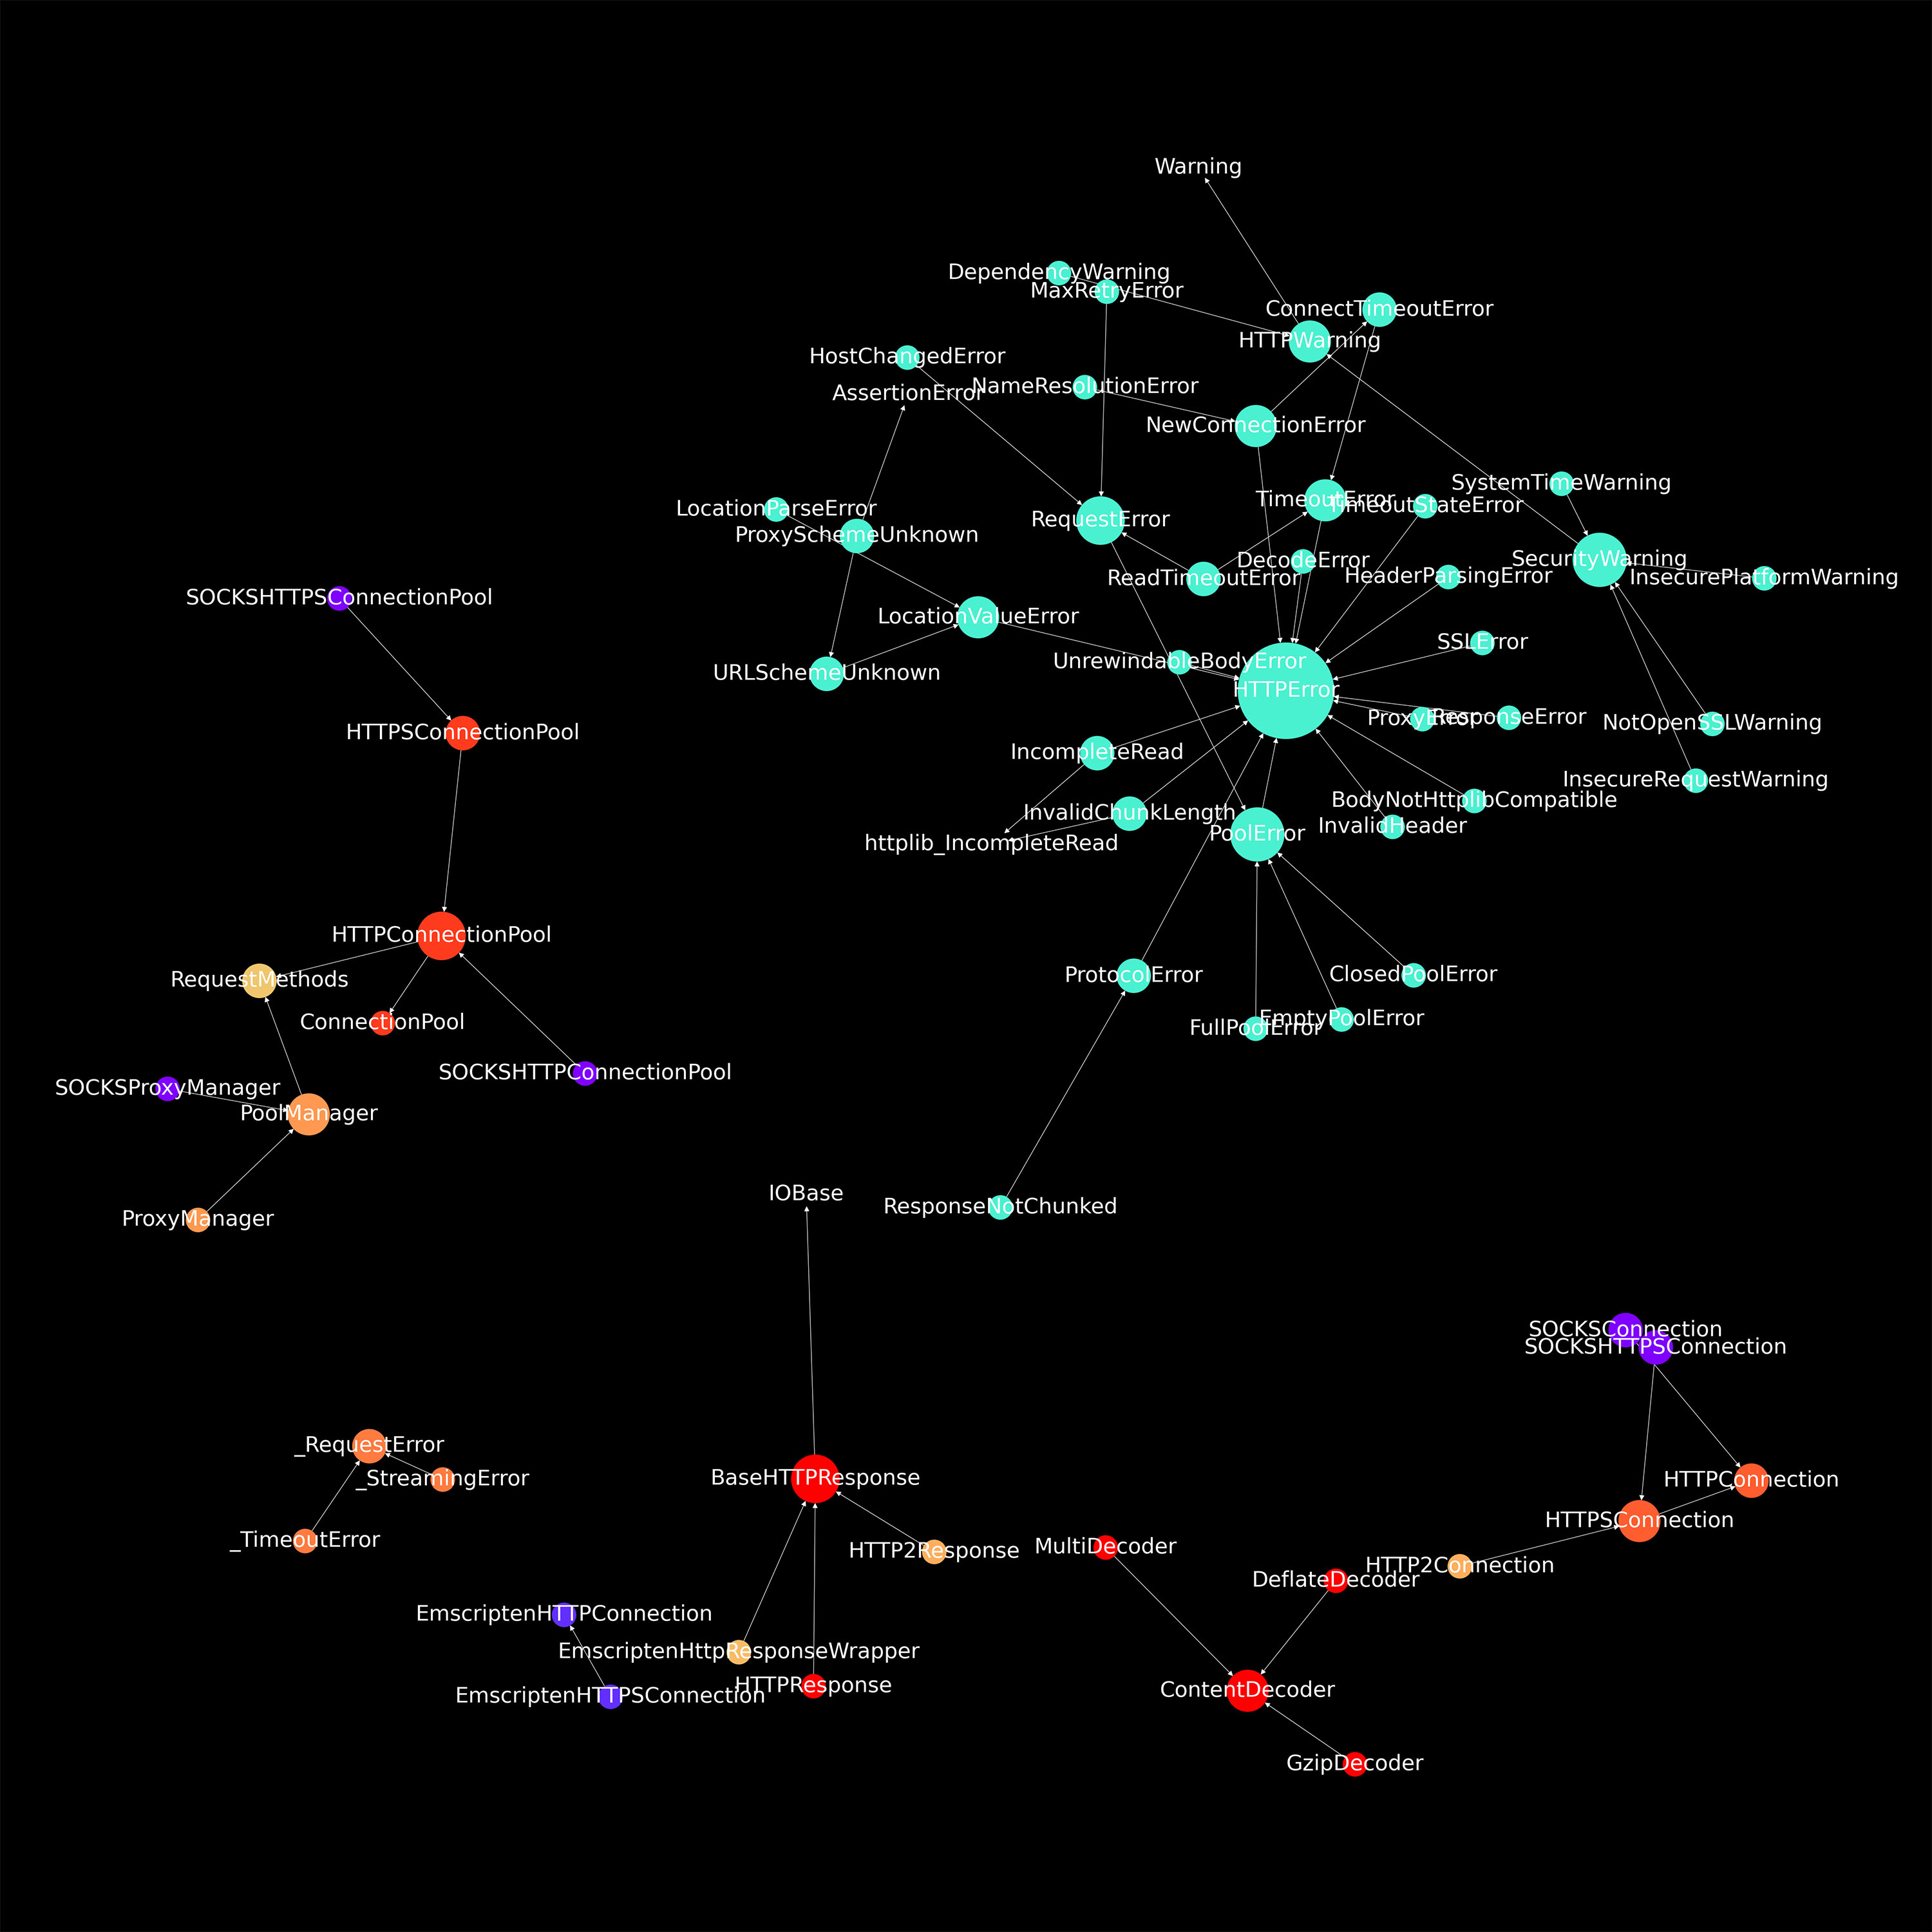 Warning
DependencyWarning
MaxRetryError
ConnectTimeoutError
HTTPWarning
HostChangedError
NameResolutionError
AssertionError
NewConnectionError
SystemTimeWarning
TimeoutError
TimeoutStateError
LocationParseError
RequestError
ProxySchemeUnknown
DecodeError
SecurityWarning
ReadTimeoutError
HeaderParsingError
InsecurePlatformWarning
SOCKSHTTPSConnectionPool
LocationValueError
SSLError
UnrewindableBodyError
URLSchemeUnknown
HTTPError
ProxyError
ResponseError
NotOpenSSLWarning
HTTPSConnectionPool
IncompleteRead
InsecureRequestWarning
BodyNotHttplibCompatible
InvalidChunkLength
InvalidHeader
PoolError
httplib_IncompleteRead
HTTPConnectionPool
RequestMethods
ProtocolError
ClosedPoolError
ConnectionPool
EmptyPoolError
FullPoolError
SOCKSHTTPConnectionPool
SOCKSProxyManager
PoolManager
IOBase
ResponseNotChunked
ProxyManager
SOCKSConnection
SOCKSHTTPSConnection
_RequestError
_StreamingError
BaseHTTPResponse
HTTPConnection
HTTPSConnection
_TimeoutError
MultiDecoder
HTTP2Response
HTTP2Connection
DeflateDecoder
EmscriptenHTTPConnection
EmscriptenHttpResponseWrapper
HTTPResponse
ContentDecoder
EmscriptenHTTPSConnection
GzipDecoder